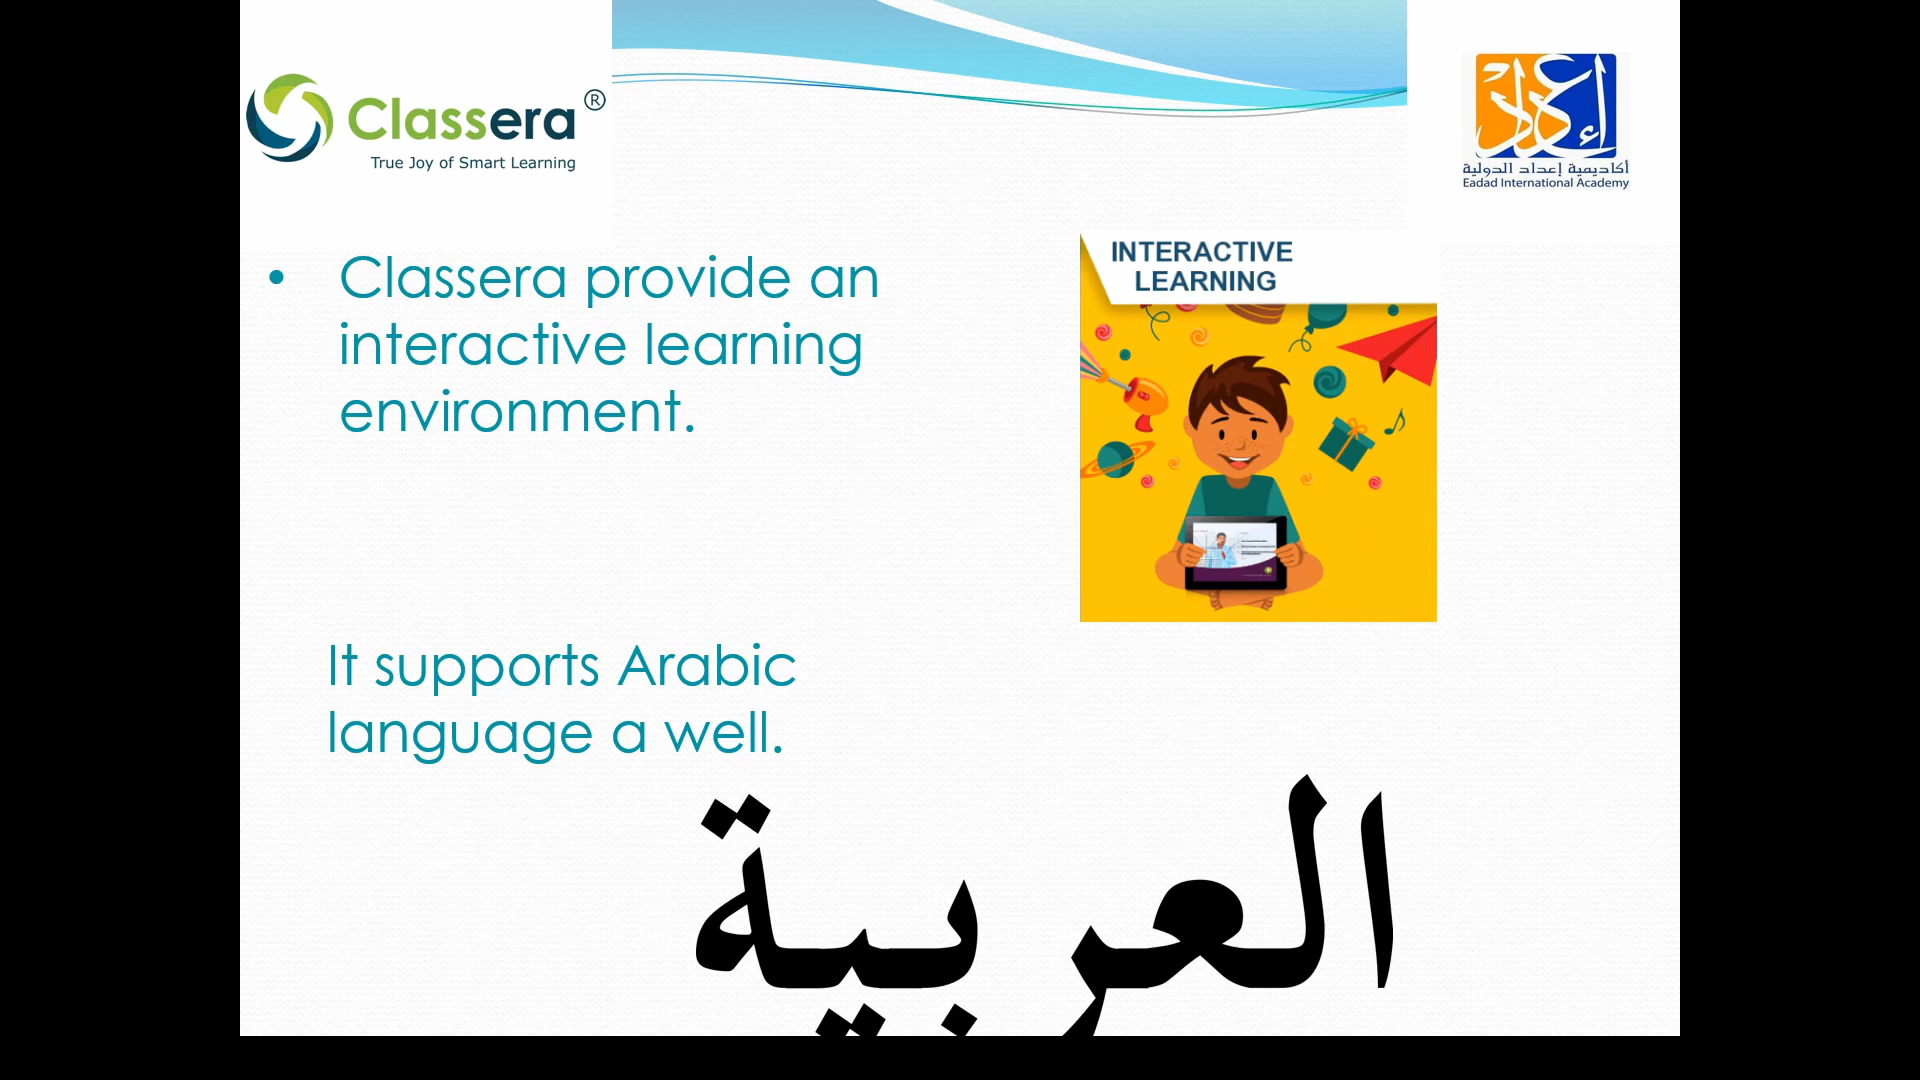 Classera®
True Joy of Smart Learning
إعداد
أكاديمية إعداد الدولية
Eadad International Academy
• Classera provide an
interactive learning
environment.
INTERACTIVE
LEARNING
It supports Arabic
language a well.
العربية